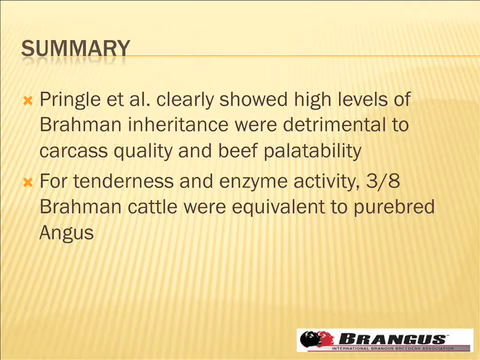 SUMMARY
Pringle et al. clearly showed high levels of
Brahman inheritance were detrimental to
carcass quality and beef palatability
For tenderness and enzyme activity, 3/8
Brahman cattle were equivalent to purebred
Angus
BRANGUS
INTERNATIONAL BRANGUS BREEDERS ASSOCIATION